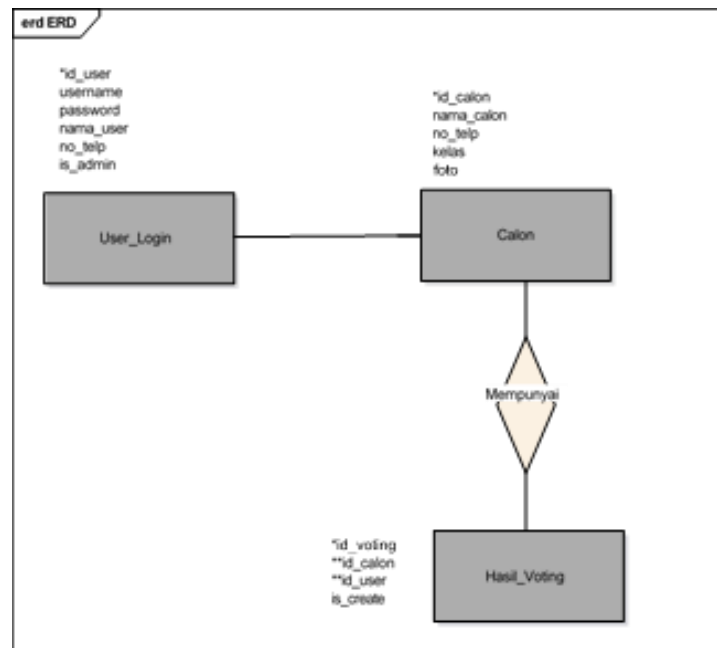 erd ERD
*id_user
username
password
nama_user
no_telp
is_admin
User_Login
*id_calon
nama_calon
no_telp
kelas
foto
Calon
Mempunyai
*id_voting
**id_calon
**id_user
is_create
Hasil_Voting